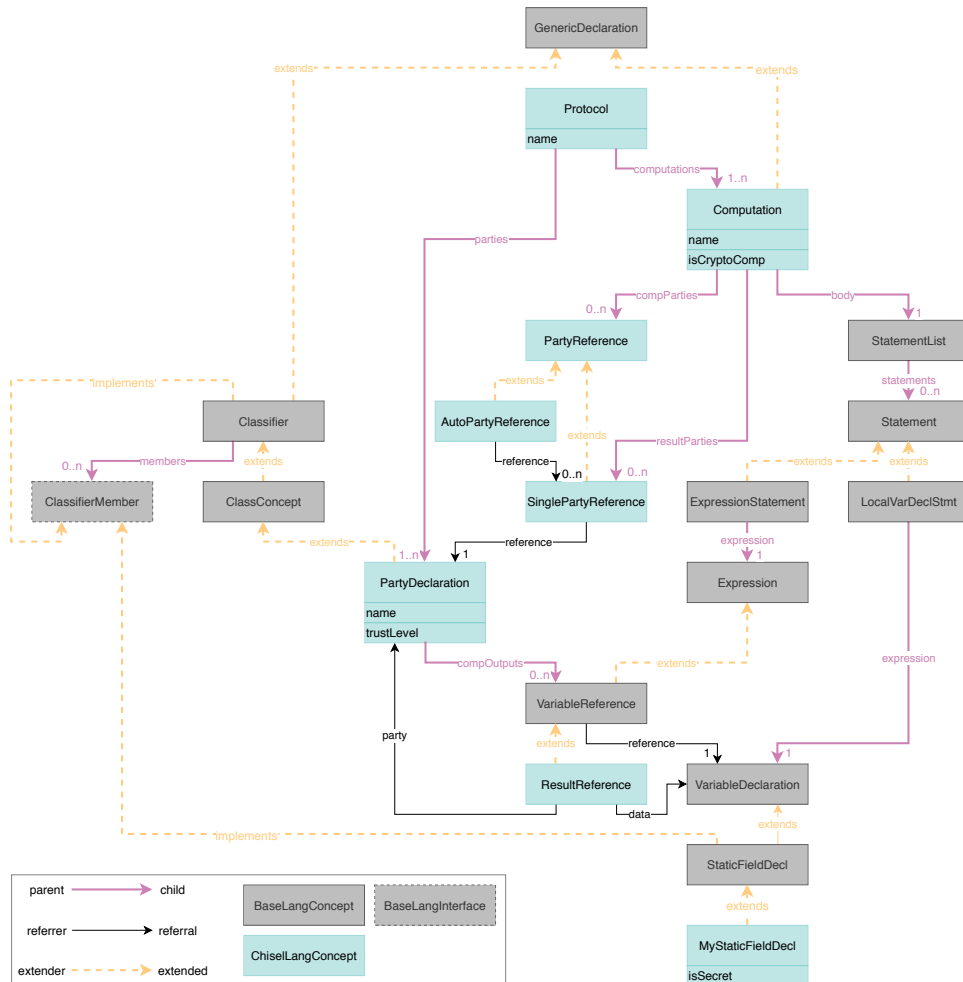 GenericDeclaration
extends
extends
Protocol
name
computations
1..n
Computation
name
isCryptoComp
parties
compParties
body
0..n
1
PartyReference
StatementList
implements
extends
statements
0..n
Classifier
AutoPartyReference
Statement
members
extends
reference
extends
resultParties
extends
extends
0..n
0..n
0..n
ClassifierMember
ClassConcept
SinglePartyReference
ExpressionStatement
LocalVarDeclStmt
extends
reference
expression
1..n
1
1
PartyDeclaration
Expression
name
trustLevel
compOutputs
extends
expression
0..n
VariableReference
party
extends
reference
1
1
ResultReference
VariableDeclaration
data
extends
implements
StaticFieldDecl
extends
MyStaticFieldDecl
isSecret
parent
child
BaseLangConcept
BaseLangInterface
referrer
referral
ChiselLangConcept
extender
extended